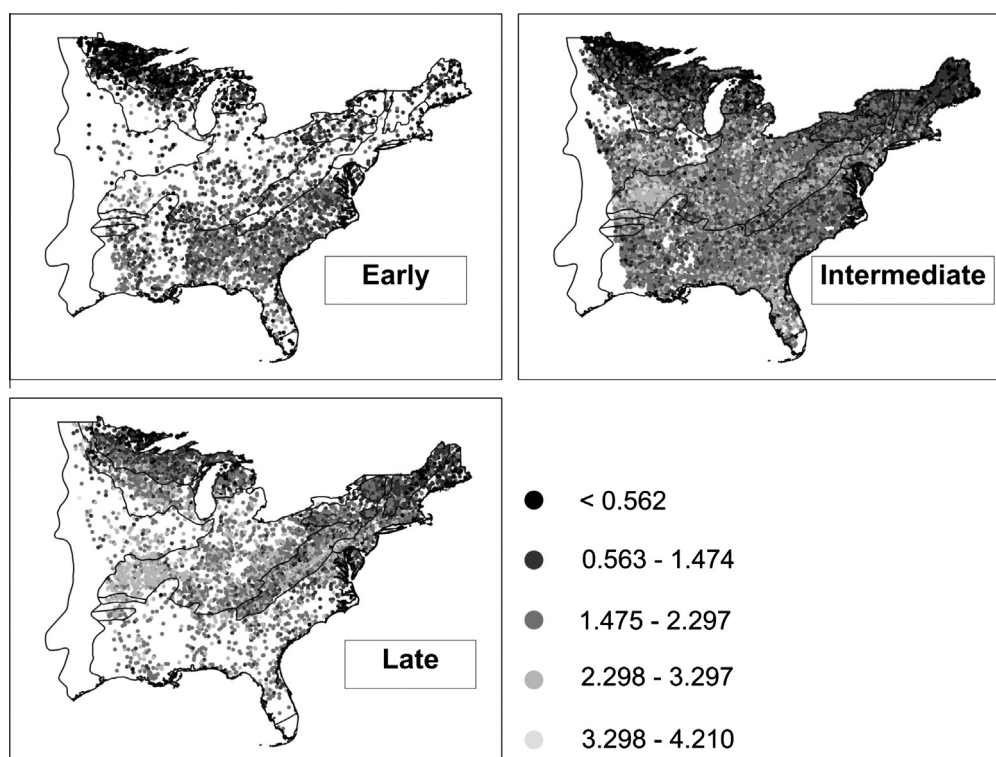 Early
Intermediate
Late
< 0.562
0.563 - 1.474
1.475 - 2.297
2.298 - 3.297
3.298 - 4.210